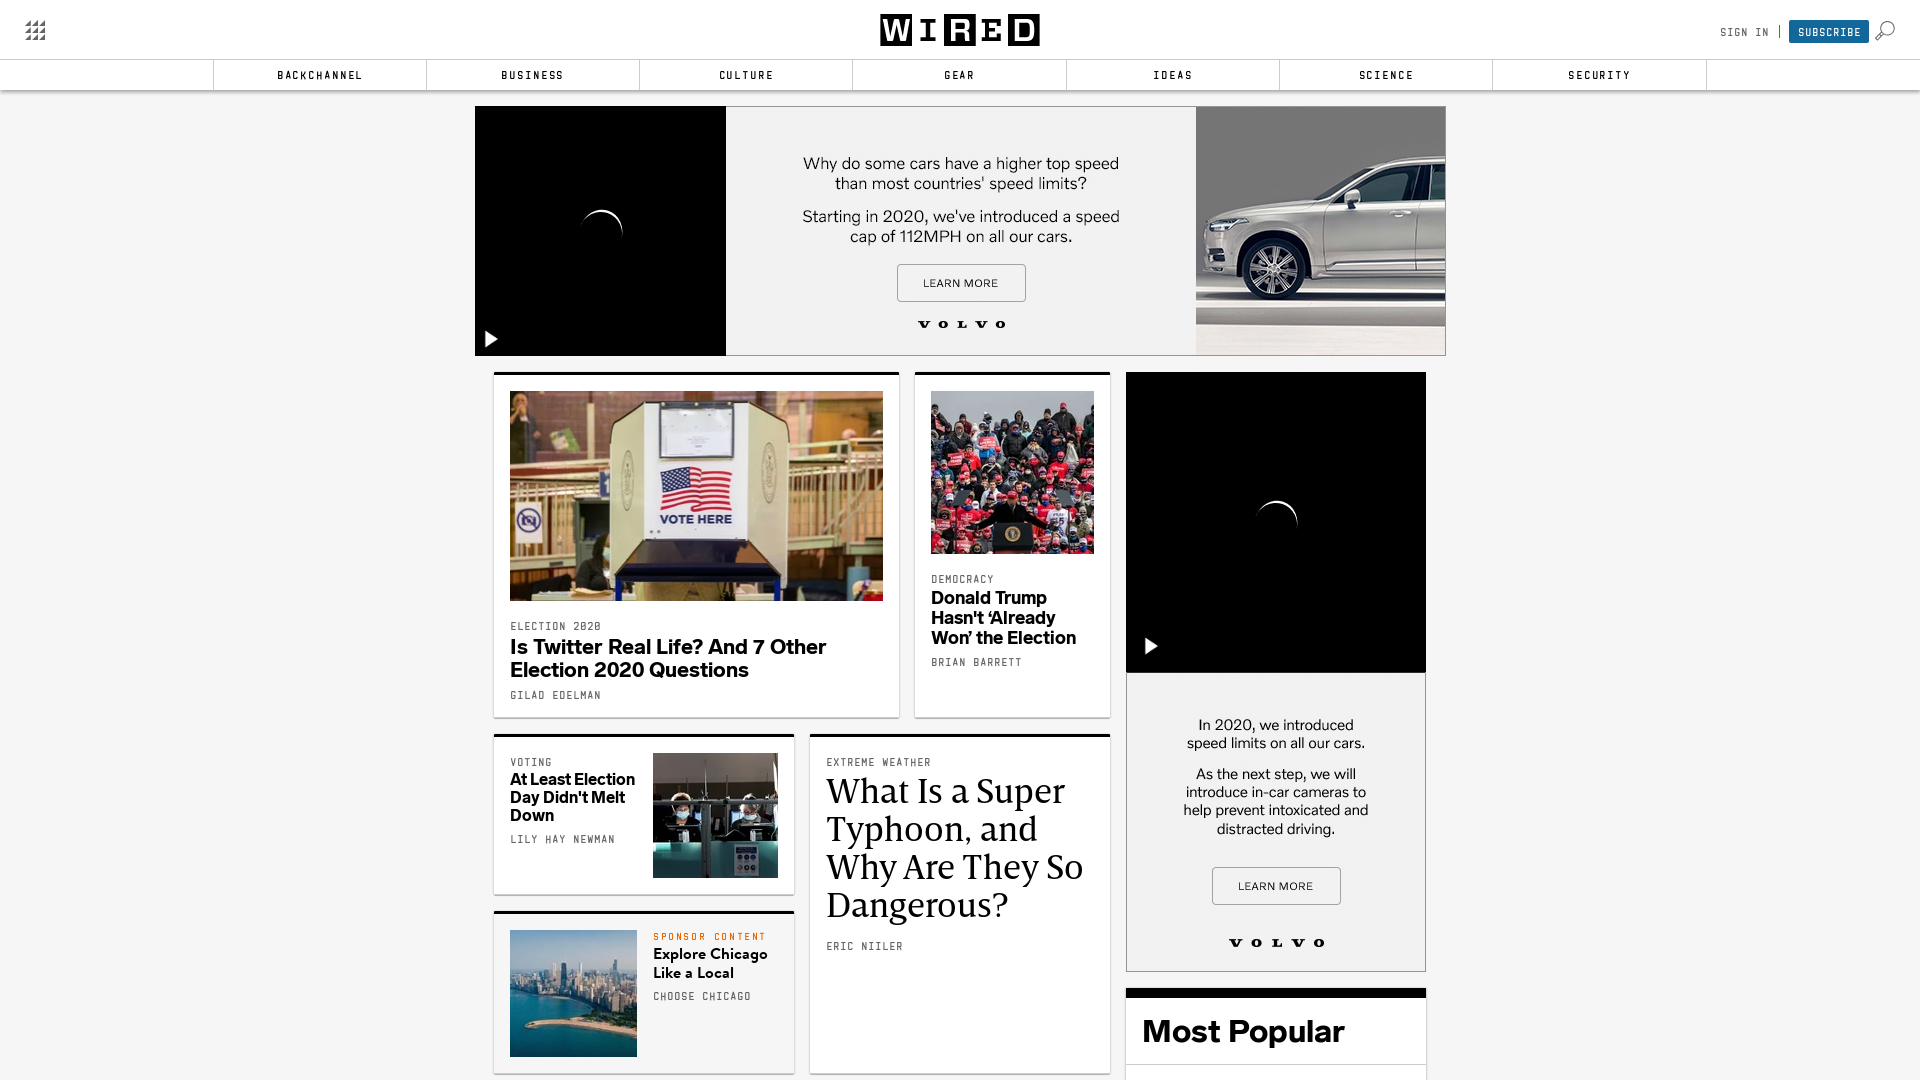 WIRED
SIGN IN
SUBSCRIBE
BACKCHANNEL
BUSINESS
CULTURE
GEAR
IDEAS
SCIENCE
SECURITY
Why do some cars have a higher top speed
than most countries' speed limits?
Starting in 2020, we've introduced a speed
cap of 112MPH on all our cars.
LEARN MORE
VOLVO
VOTE HERE
ELECTION 2020
Is Twitter Real Life? And 7 Other
Election 2020 Questions
GILAD EDELMAN
DEMOCRACY
Donald Trump
Hasn't ‘Already
Won’ the Election
BRIAN BARRETT
VOTING
At Least Election
Day Didn't Melt
Down
LILY HAY NEWMAN
EXTREME WEATHER
What Is a Super
Typhoon, and
Why Are They So
Dangerous?
ERIC NIILER
SPONSOR CONTENT
Explore Chicago
Like a Local
CHOOSE CHICAGO
In 2020, we introduced
speed limits on all our cars.
As the next step, we will
introduce in-car cameras to
help prevent intoxicated and
distracted driving.
LEARN MORE
VOLVO
Most Popular